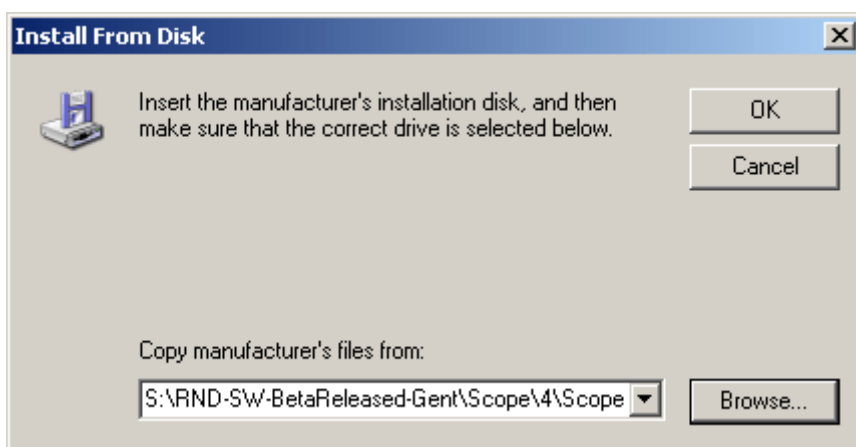 Install From Disk
Insert the manufacturer's installation disk, and then
make sure that the correct drive is selected below.
OK
Cancel
Copy manufacturer's files from:
S:\RND-SW-BetaReleased-Gent\Scope\4\Scope
Browse...